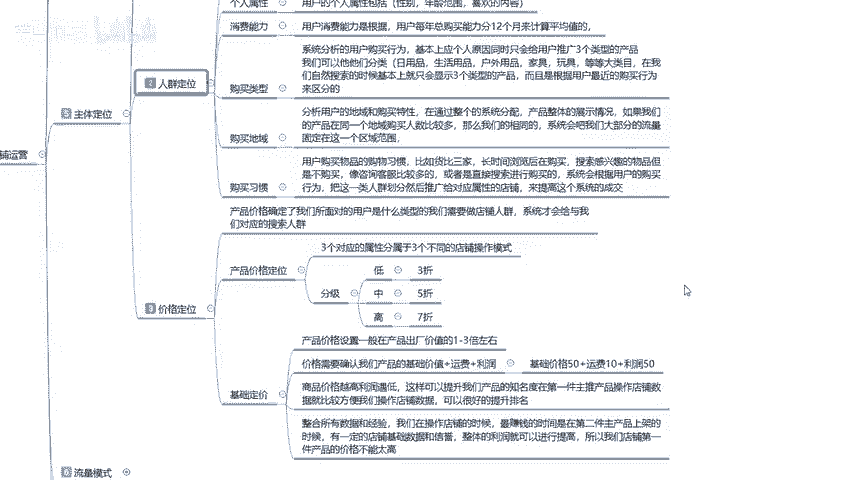 个人属性
用户的个人属性包括（性别，年龄范围，喜欢的内容）
消费能力
用户消费能力是根据，用户每年总购买能力分12个月来计算平均值的，
2 人群定位
购买类型
系统分析的用户购买行为，基本上应个人原因同时只会给用户推广3个类型的产品
我们可以他他们分类（日用品，生活用品，户外用品，家具，玩具，等等大类目，在我
们自然搜索的时候基本上就只会显示3个类型的产品，而且是根据用户最近的购买行为
来区分的
主体定位
购买地域
分析用户的地域和购买特性，在通过整个的系统分配，产品整体的展示情况，如果我们
的产品在同一个地域购买人数比较多，那么我们的相同的，系统会吧我们大部分的流量
固定在这一个区域范围，
铺运营
购买习惯
用户购买物品的购物习惯，比如货比三家，长时间浏览后在购买，搜索感兴趣的物品但
是不购买，像咨询客服比较多的，或者是直接搜索进行购买的，系统会根据用户的购买
行为，把这一类人群划分然后推广给对应属性的店铺，来提高这个系统的成交
产品价格确定了我们所面对的用户是什么类型的我们需要做店铺人群，系统才会给与我
们对应的搜索人群
3 价格定位
产品价格定位
3个对应的属性分属于3个不同的店铺操作模式
分级
低
3折
中
5折
高
7折
基础定价
产品价格设置一般在产品出厂价值的1-3倍左右
价格需要确认我们产品的基础价值+运费+利润
基础价格50+运费10+利润50
商品价格越高利润遇低，这样可以提升我们产品的知名度在第一件主推产品操作店铺数
据就比较方便我们操作店铺数据，可以很好的提升排名
整合所有数据和经验，我们在操作店铺的时候，最赚钱的时间是在第二件主产品上架的
时候，有一定的店铺基础数据和信誉，整体的利润就可以进行提高，所以我们店铺第一
件产品的价格不能太高
流量模式